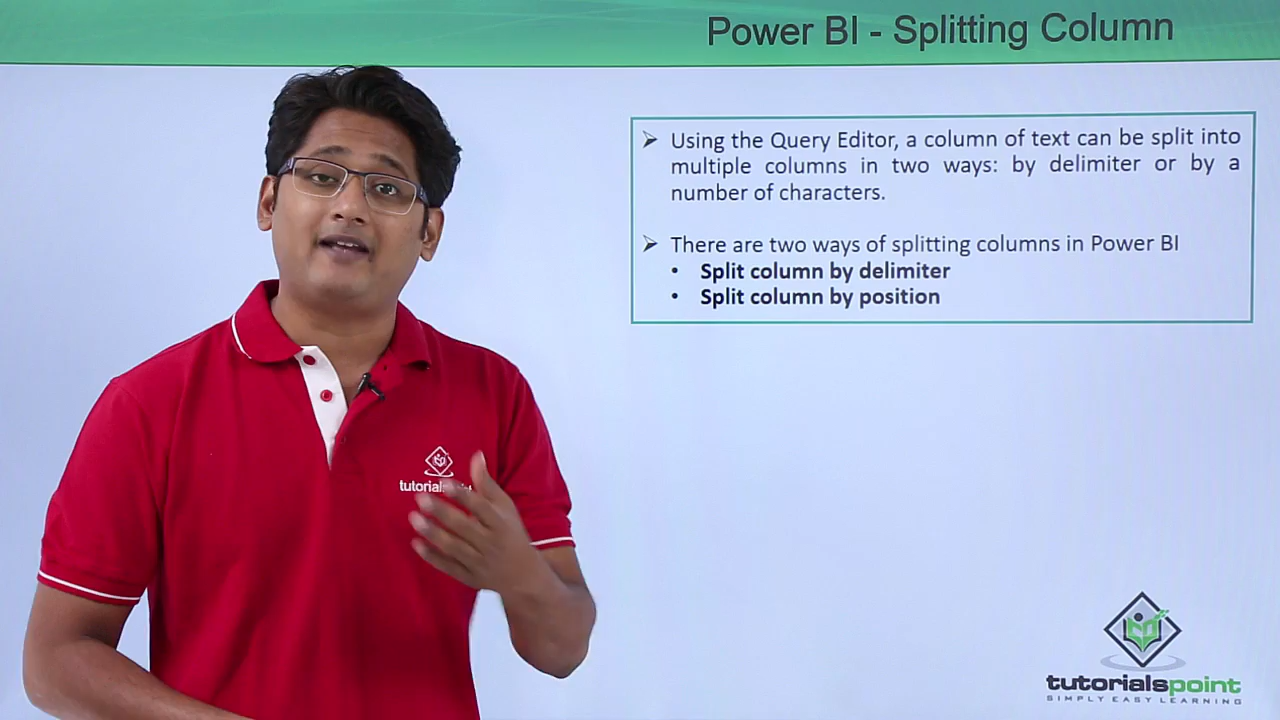 Power BI - Splitting Column
Using the Query Editor, a column of text can be split into
multiple columns in two ways: by delimiter or by a
number of characters.
There are two ways of splitting columns in Power BI
• Split column by delimiter
• Split column by position
tutorialspoint
SIMPLY EASY LEARNING